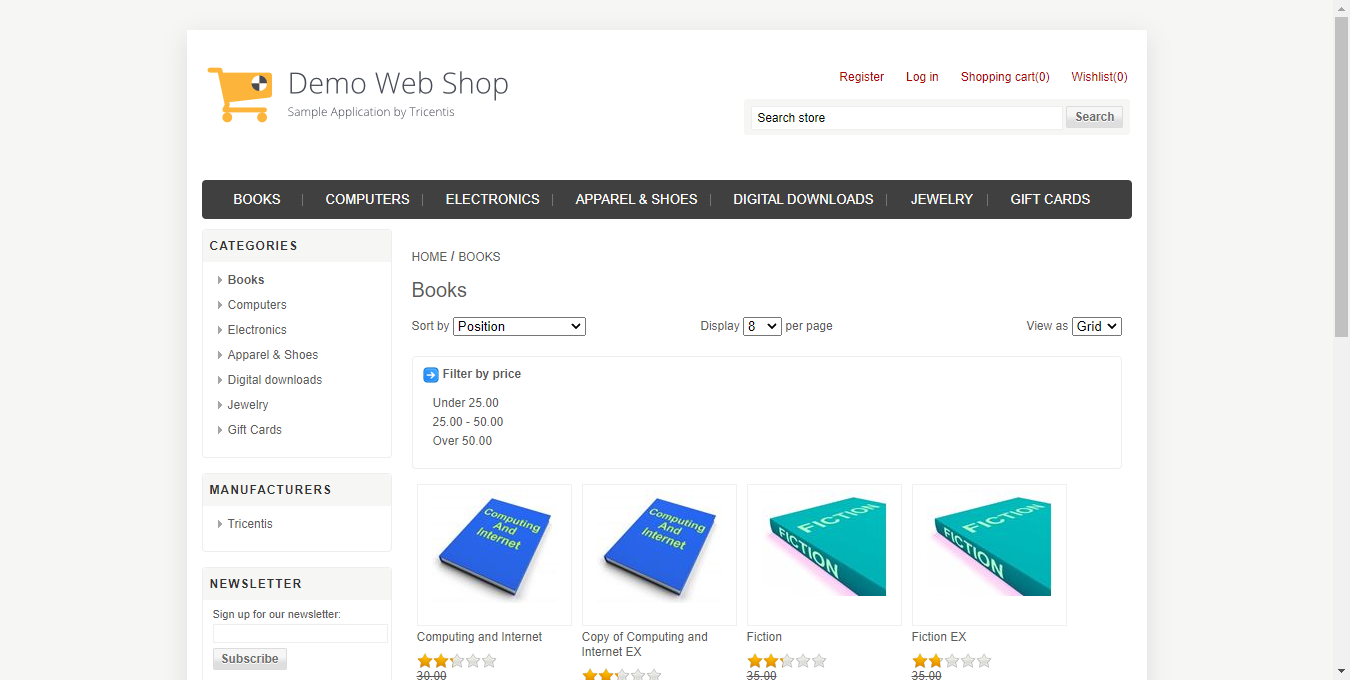 Demo Web Shop
Sample Application by Tricentis
Register Log in Shopping cart(0) Wishlist(0)
Search store Search
BOOKS COMPUTERS ELECTRONICS APPAREL & SHOES DIGITAL DOWNLOADS JEWELRY GIFT CARDS
CATEGORIES
Books
Computers
Electronics
Apparel & Shoes
Digital downloads
Jewelry
Gift Cards
MANUFACTURERS
Tricentis
NEWSLETTER
Sign up for our newsletter:
Subscribe
HOME / BOOKS
Books
Sort by Position Display 8 per page View as Grid
Filter by price
Under 25.00
25.00 - 50.00
Over 50.00
Computing
And
Internet
Computing
And
Internet
FICTION
FICTION
FICTION
FICTION
Computing and Internet
30.00
Copy of Computing and
Internet EX
Fiction
35.00
Fiction EX
35.00